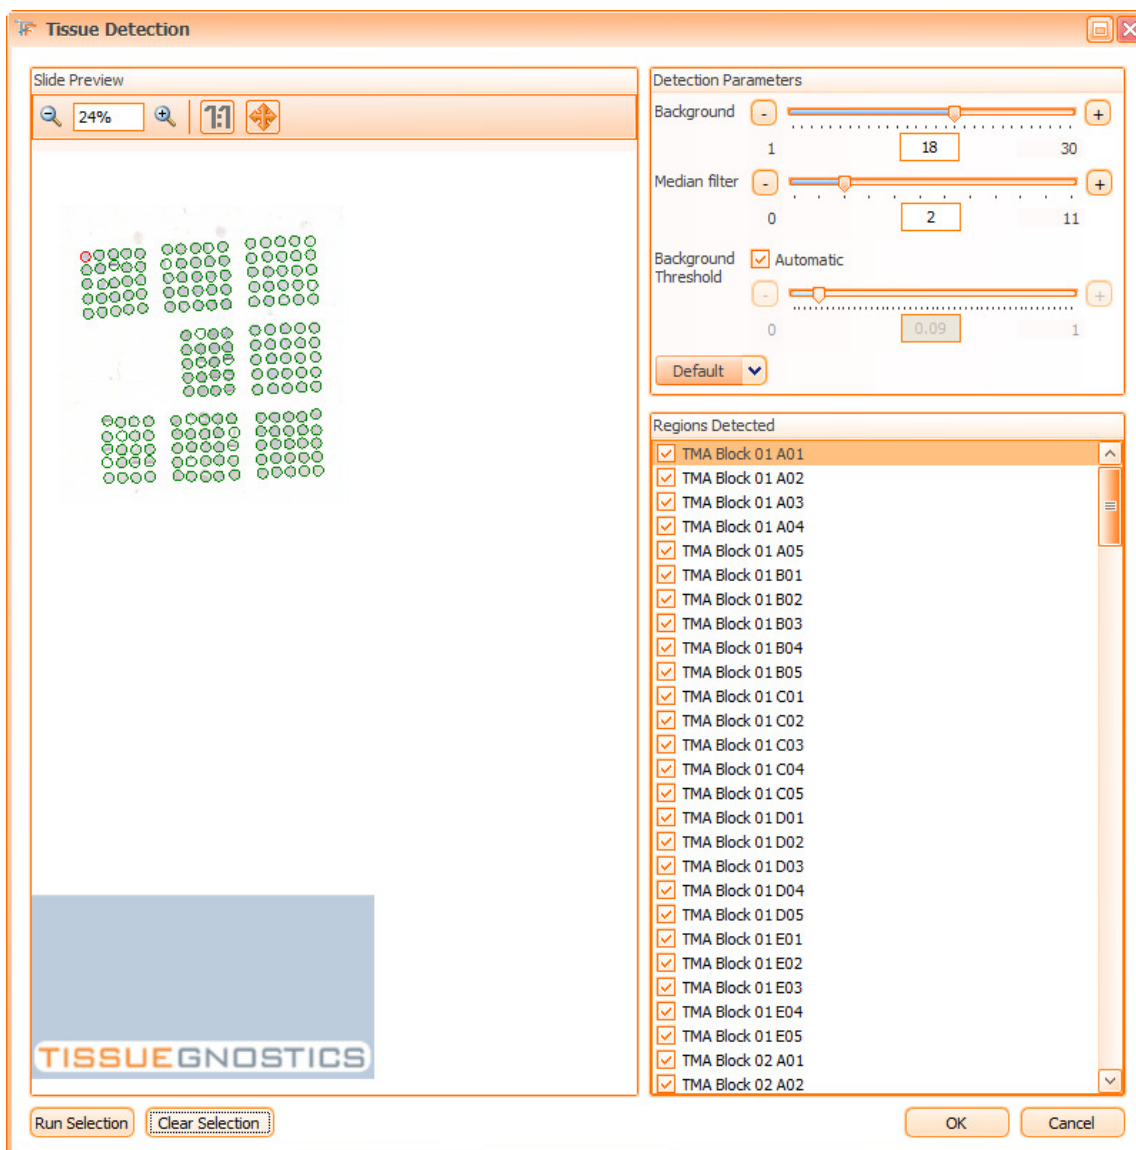 Tissue Detection
Slide Preview
24%
1:1
TISSUEGNOSTICS
Detection Parameters
Background - +
1 18 30
Median filter - +
0 2 11
Background Automatic
Threshold
- +
0 0.09 1
Default
Regions Detected
TMA Block 01 A01
TMA Block 01 A02
TMA Block 01 A03
TMA Block 01 A04
TMA Block 01 A05
TMA Block 01 B01
TMA Block 01 B02
TMA Block 01 B03
TMA Block 01 B04
TMA Block 01 B05
TMA Block 01 C01
TMA Block 01 C02
TMA Block 01 C03
TMA Block 01 C04
TMA Block 01 C05
TMA Block 01 D01
TMA Block 01 D02
TMA Block 01 D03
TMA Block 01 D04
TMA Block 01 D05
TMA Block 01 E01
TMA Block 01 E02
TMA Block 01 E03
TMA Block 01 E04
TMA Block 01 E05
TMA Block 02 A01
TMA Block 02 A02
Run Selection Clear Selection OK Cancel